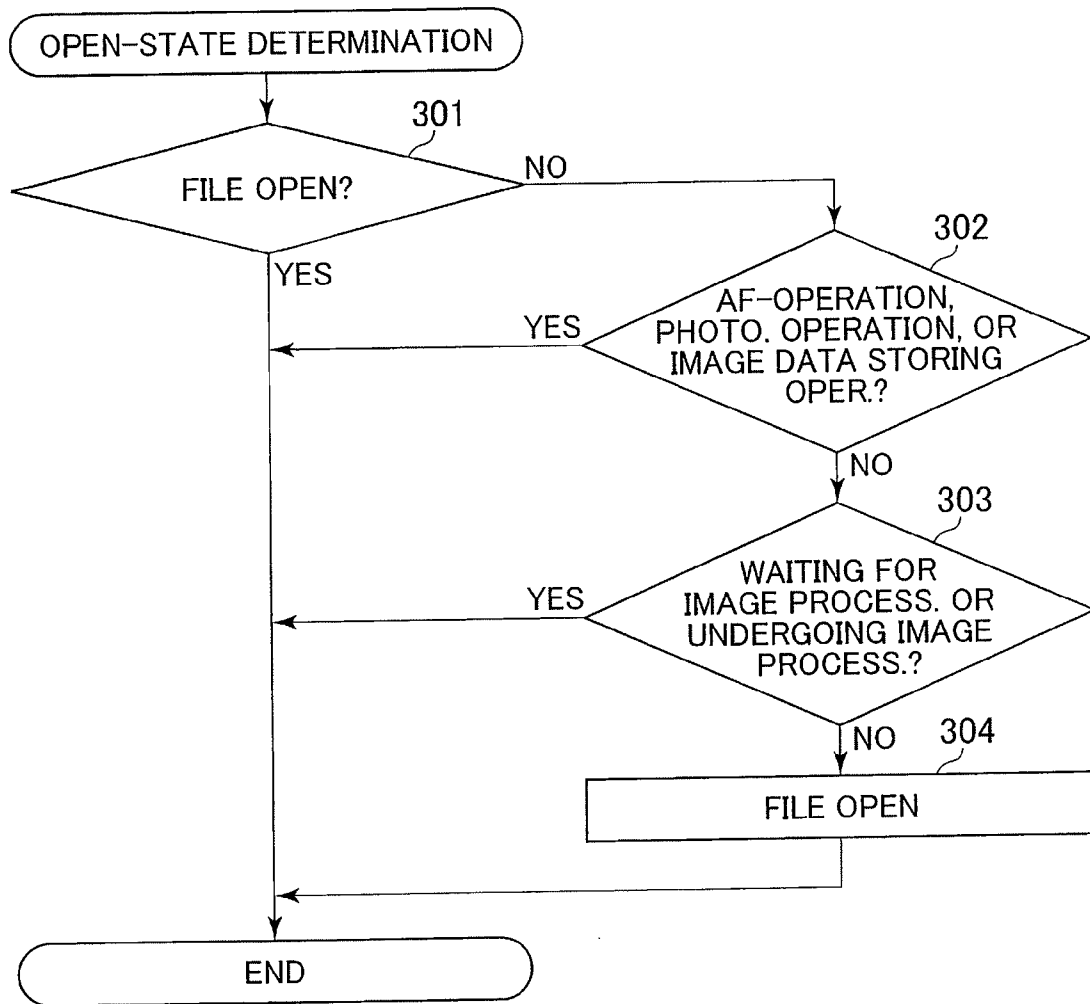 OPEN-STATE DETERMINATION
301
FILE OPEN?
NO
YES
302
AF-OPERATION,
PHOTO. OPERATION, OR
IMAGE DATA STORING
OPER.?
YES
NO
303
WAITING FOR
IMAGE PROCESS. OR
UNDERGOING IMAGE
PROCESS.?
YES
NO
304
FILE OPEN
END